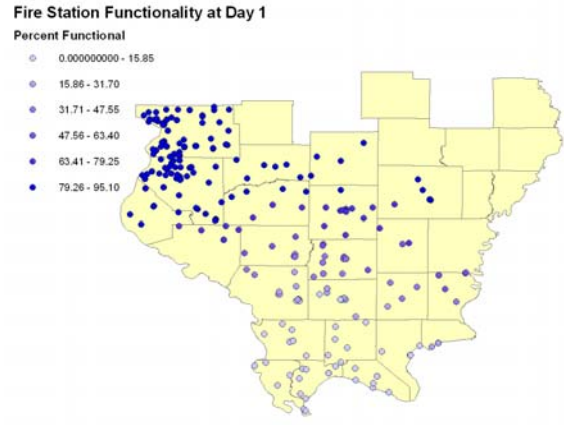 Fire Station Functionality at Day 1
Percent Functional
0.000000000 - 15.85
15.86 - 31.70
31.71 - 47.55
47.56 - 63.40
63.41 - 79.25
79.26 - 95.10